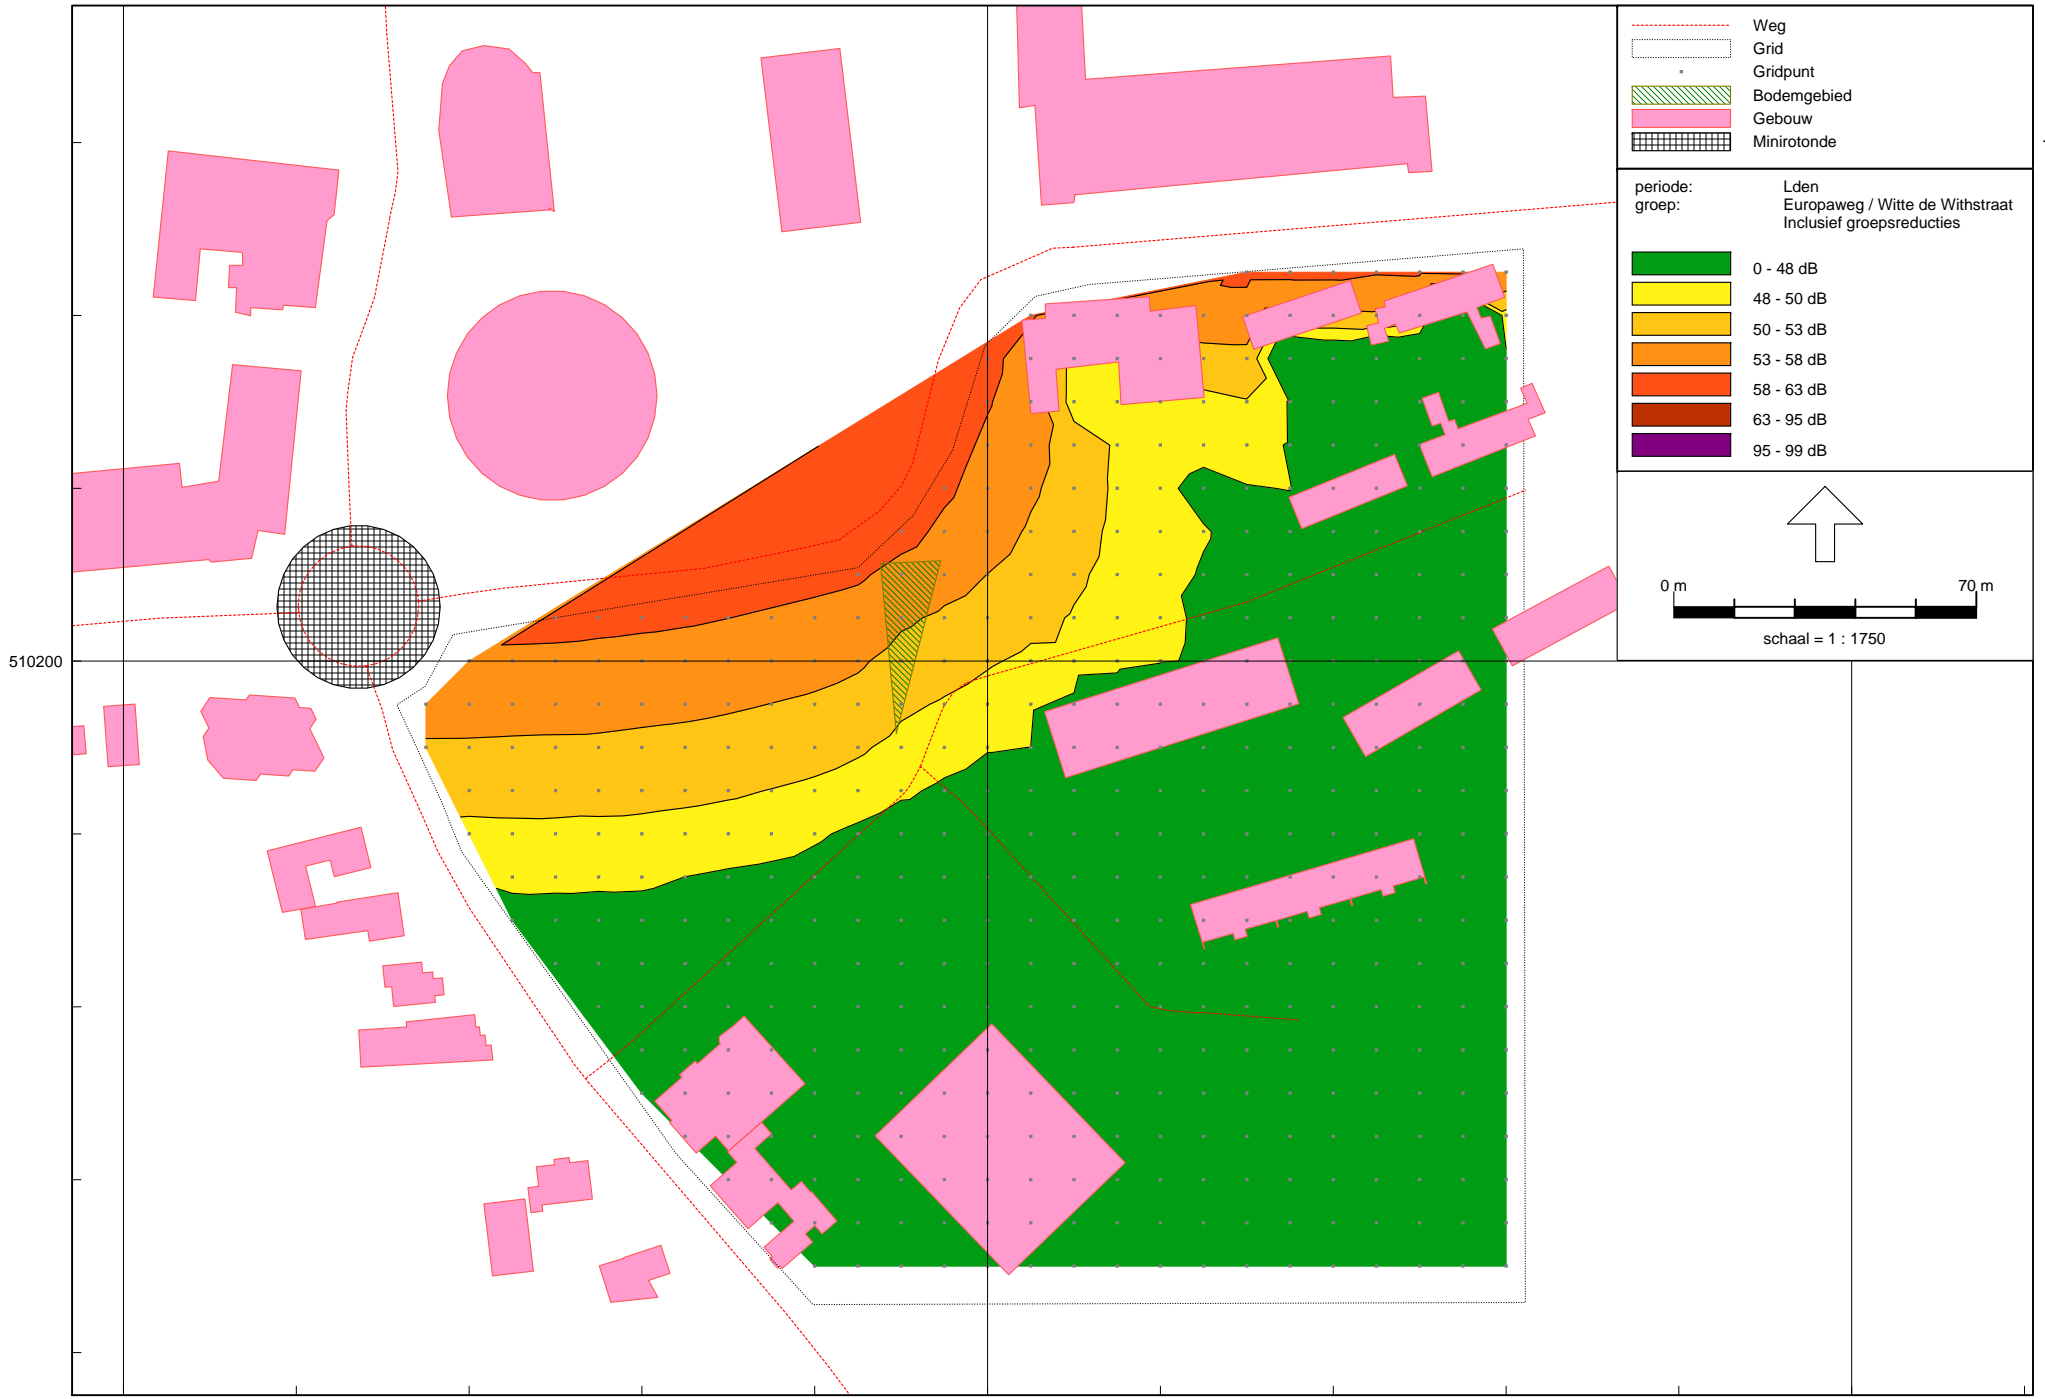 Weg
Grid
Gridpunt
Bodemgebied
Gebouw
Minirotonde
periode: Lden
groep: Europaweg / Witte de Withstraat
Inclusief groepsreducties
0 - 48 dB
48 - 50 dB
50 - 53 dB
53 - 58 dB
58 - 63 dB
63 - 95 dB
95 - 99 dB
0 m 70 m
schaal = 1 : 1750
510200